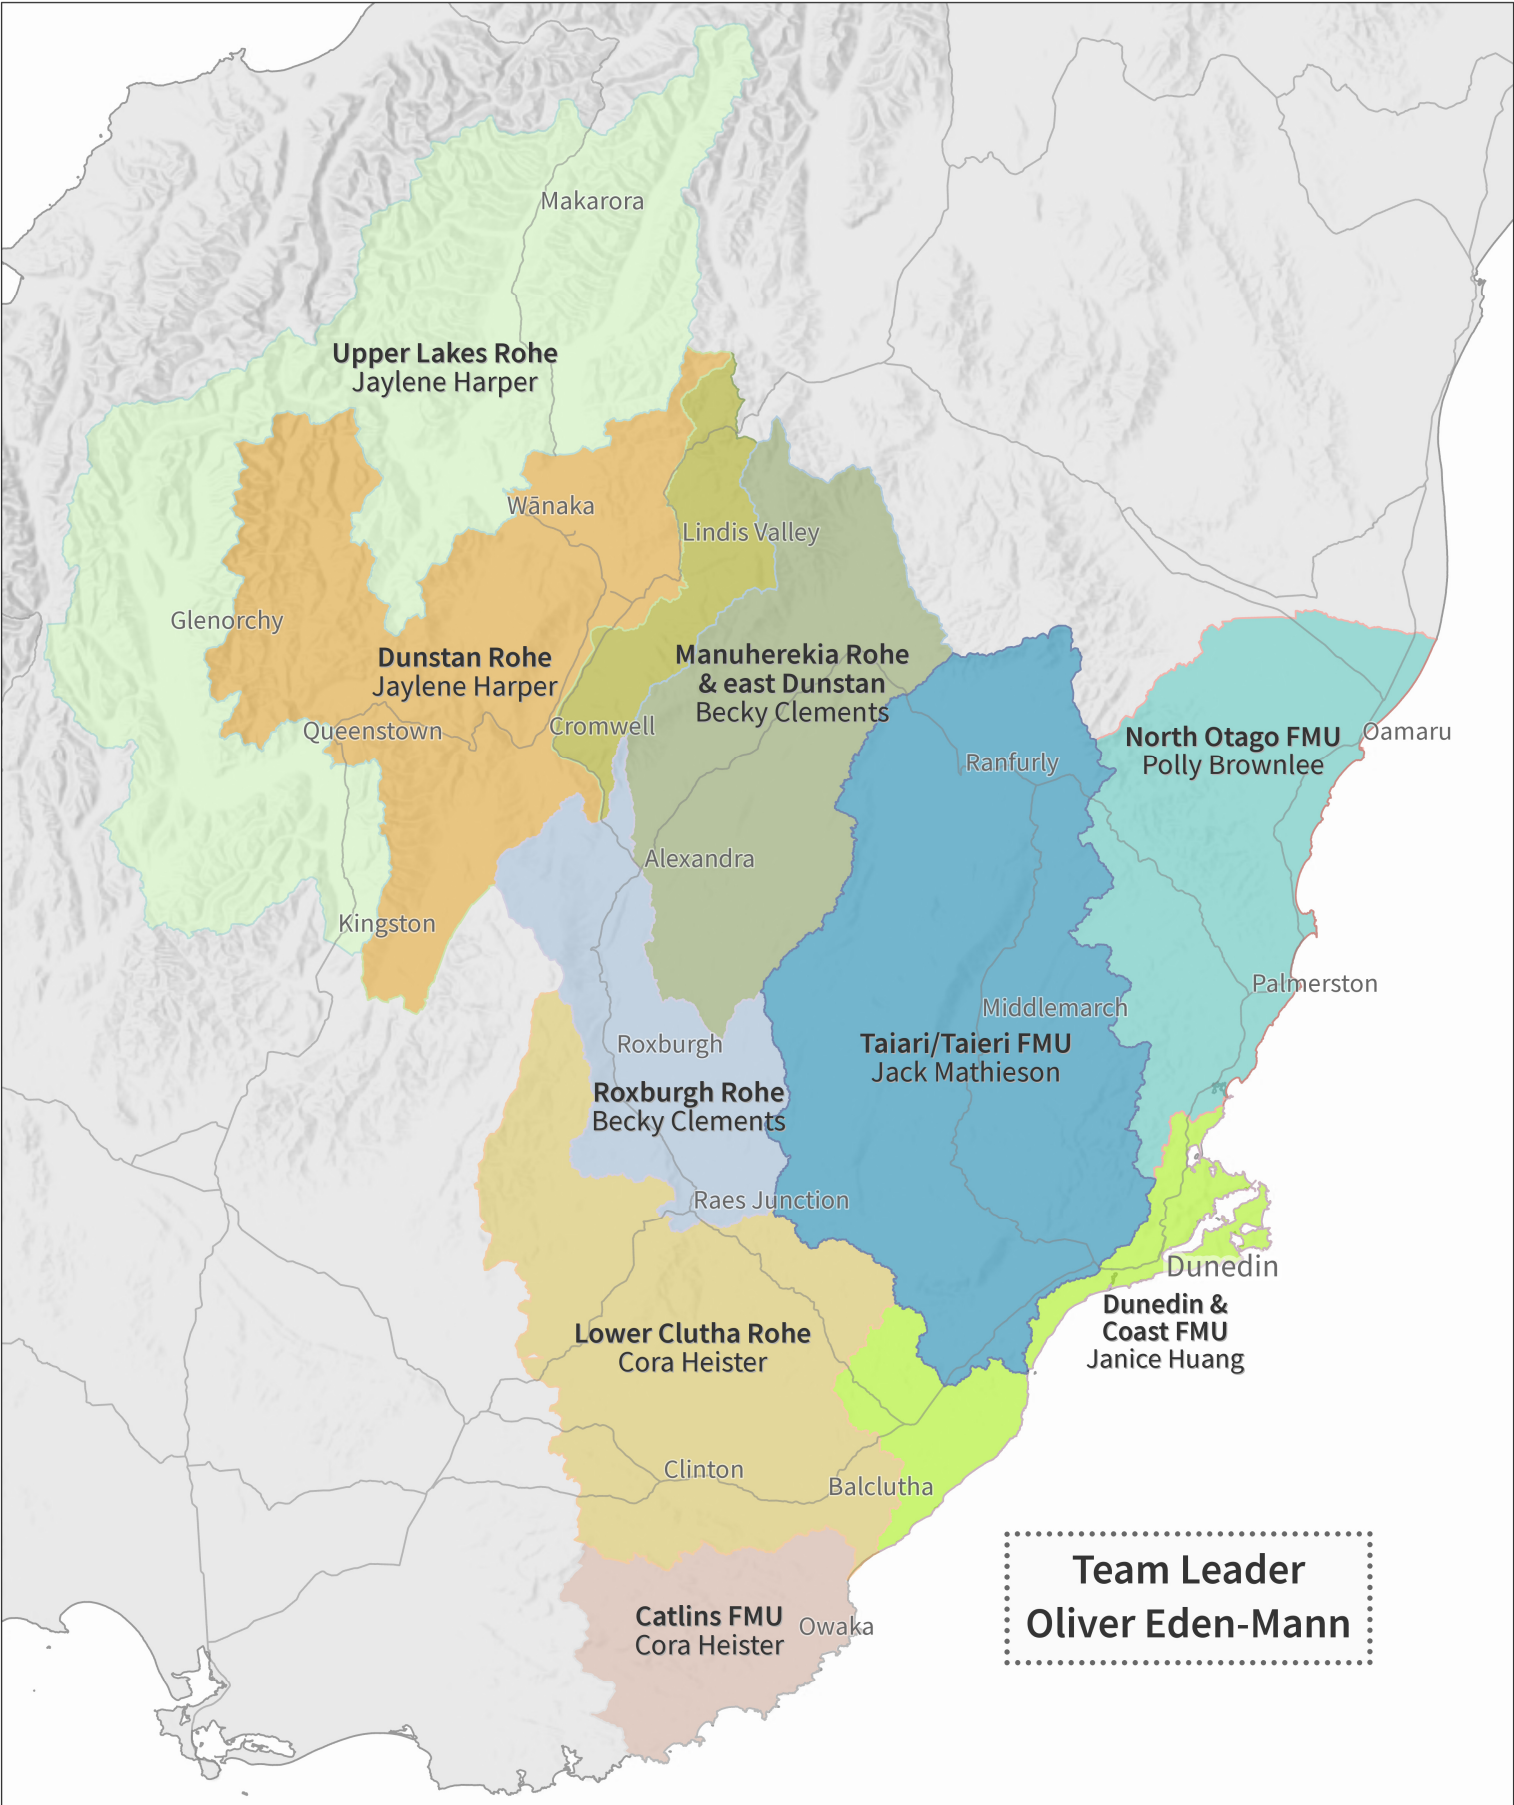 Makarora
Upper Lakes Rohe
Jaylene Harper
Wānaka
Lindis Valley
Glenorchy
Dunstan Rohe
Jaylene Harper
Manuherekia Rohe
& east Dunstan
Becky Clements
Queenstown
Cromwell
Ranfurly
North Otago FMU
Polly Brownlee
Oamaru
Alexandra
Kingston
Palmerston
Middlemarch
Taiari/Taieri FMU
Jack Mathieson
Roxburgh
Roxburgh Rohe
Becky Clements
Raes Junction
Dunedin
Dunedin &
Coast FMU
Janice Huang
Lower Clutha Rohe
Cora Heister
Clinton
Balclutha
Catlins FMU
Cora Heister
Owaka
Team Leader
Oliver Eden-Mann